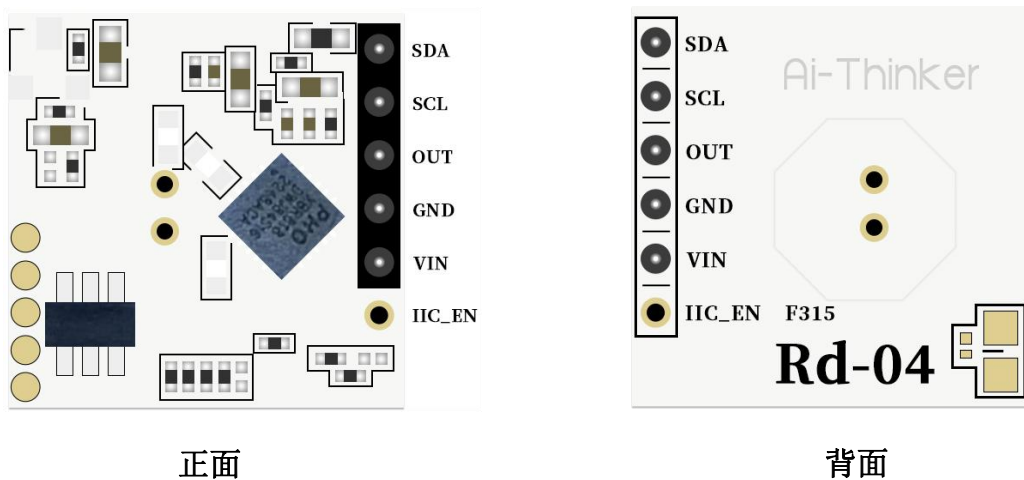 SDA
SCL
OUT
GND
VIN
IIC_EN
正面
Ai-Thinker
SDA
SCL
OUT
GND
VIN
IIC_EN F315
Rd-04
背面